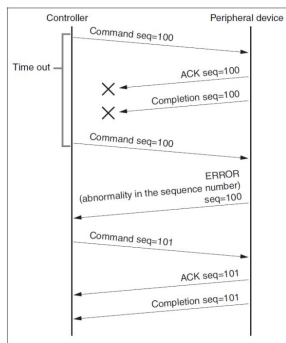 Controller
Peripheral device
Command seq=100
Time out
ACK seq=100
Completion seq=100
Command seq=100
ERROR
(abnormality in the sequence number)
seq=100
Command seq=101
ACK seq=101
Completion seq=101